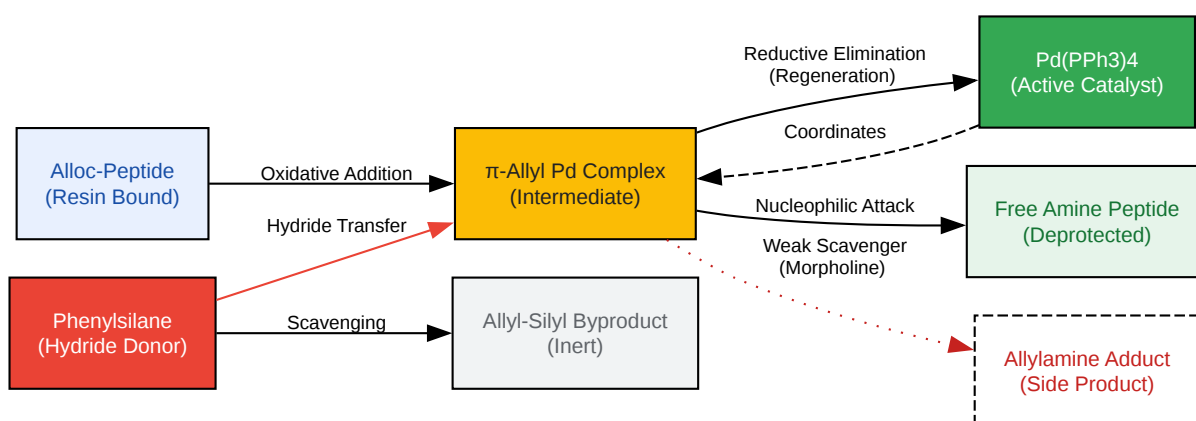 Reductive Elimination
(Regeneration)
Pd(PPh3)4
(Active Catalyst)
Coordinates
Alloc-Peptide
(Resin Bound)
Oxidative Addition
π-Allyl Pd Complex
(Intermediate)
Nucleophilic Attack
Free Amine Peptide
(Deprotected)
Hydride Transfer
Weak Scavenger
(Morpholine)
Phenylsilane
(Hydride Donor)
Scavenging
Allyl-Silyl Byproduct
(Inert)
Allylamine Adduct
(Side Product)